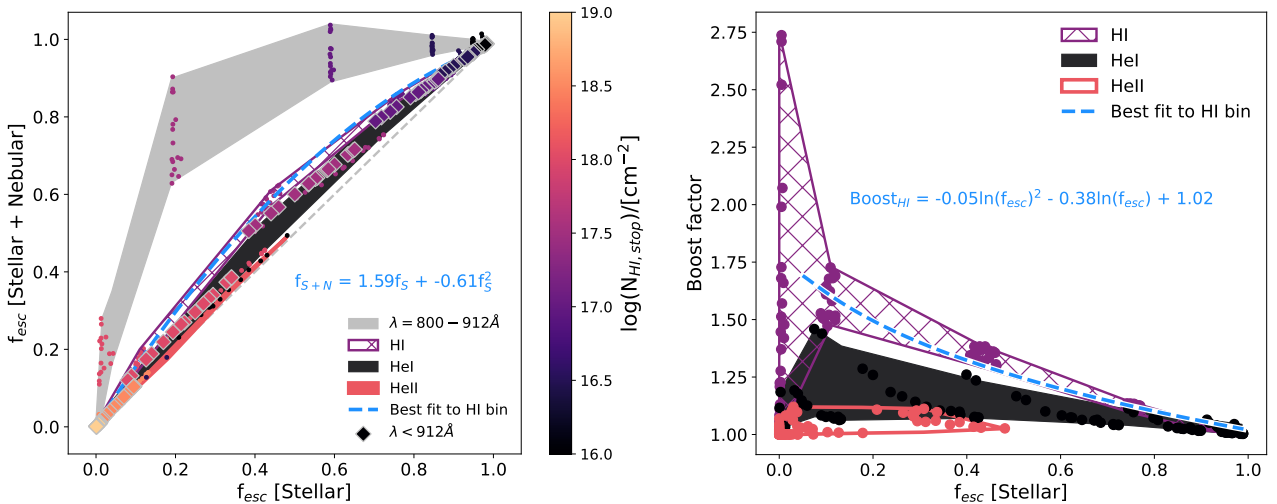 f_esc [Stellar + Nebular]
1.0
0.8
0.6
0.4
0.2
0.0
0.0 0.2 0.4 0.6 0.8 1.0
f_esc [Stellar]
f_{S+N} = 1.59f_S + -0.61f_S^2
λ = 800 − 912Å
HI
HeI
HeII
Best fit to HI bin
λ < 912Å
19.0
18.5
18.0
17.5
17.0
16.5
16.0
log(N_{HI, stop})/[cm^{−2}]
Boost factor
2.75
2.50
2.25
2.00
1.75
1.50
1.25
1.00
0.0 0.2 0.4 0.6 0.8 1.0
f_esc [Stellar]
HI
HeI
HeII
Best fit to HI bin
Boost_{HI} = -0.05ln(f_esc)^2 - 0.38ln(f_esc) + 1.02